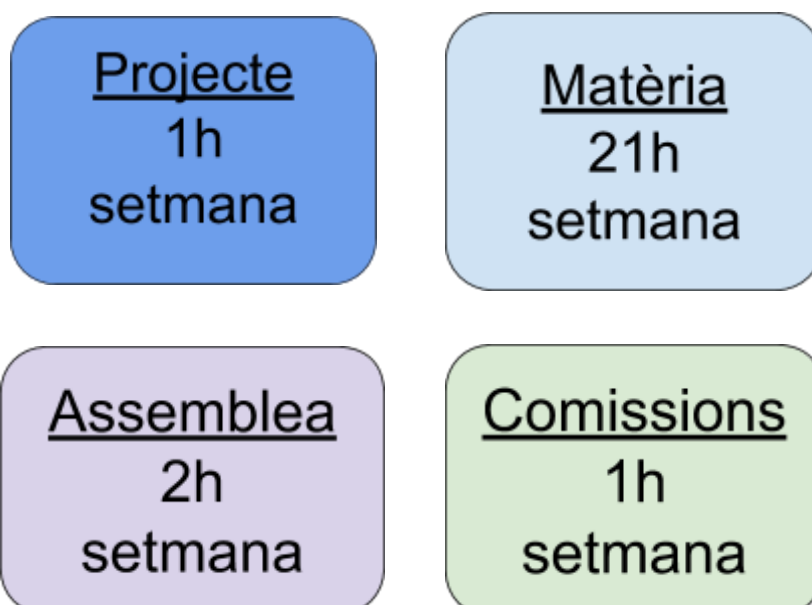 Projecte
1h
setmana
Matèria
21h
setmana
Assemblea
2h
setmana
Comissions
1h
setmana